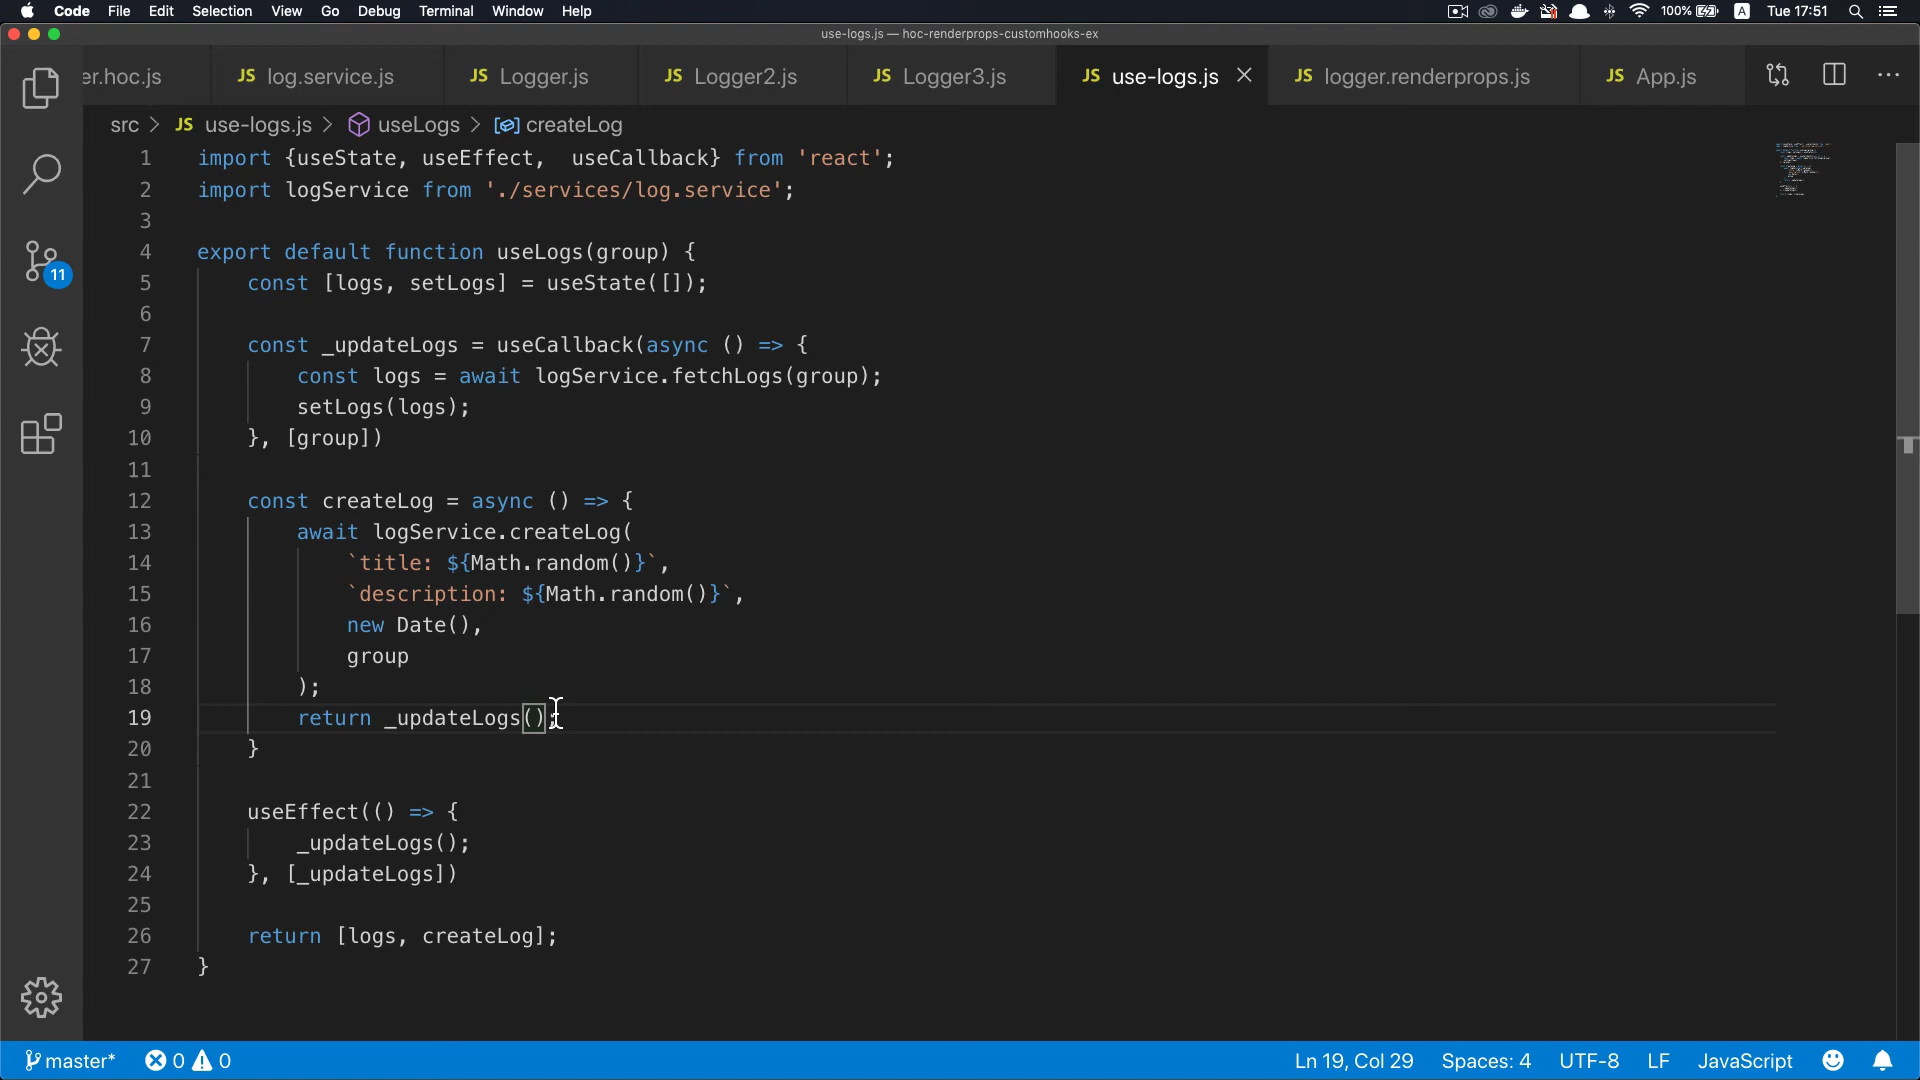 Code File Edit Selection View Go Debug Terminal Window Help 100% A Tue 17:51
use-logs.js — hoc-renderprops-customhooks-ex
er.hoc.js JS log.service.js JS Logger.js JS Logger2.js JS Logger3.js JS use-logs.js JS logger.renderprops.js JS App.js
src > JS use-logs.js > useLogs > createLog
1 import {useState, useEffect,  useCallback} from 'react';
2 import logService from './services/log.service';
3
4 export default function useLogs(group) {
5 const [logs, setLogs] = useState([]);
6
7 const _updateLogs = useCallback(async () => {
8 const logs = await logService.fetchLogs(group);
9 setLogs(logs);
10 }, [group])
11
12 const createLog = async () => {
13 await logService.createLog(
14 `title: ${Math.random()}`,
15 `description: ${Math.random()}`,
16 new Date(),
17 group
18 );
19 return _updateLogs();
20 }
21
22 useEffect(() => {
23 _updateLogs();
24 }, [_updateLogs])
25
26 return [logs, createLog];
27 }
11
master* 0 0 Ln 19, Col 29 Spaces: 4 UTF-8 LF JavaScript